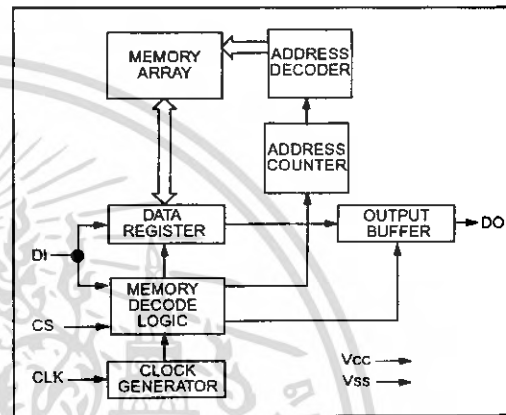 MEMORY
ARRAY
ADDRESS
DECODER
ADDRESS
COUNTER
DATA
REGISTER
OUTPUT
BUFFER
DO
DI
MEMORY
DECODE
LOGIC
CS
CLK
CLOCK
GENERATOR
Vcc
Vss